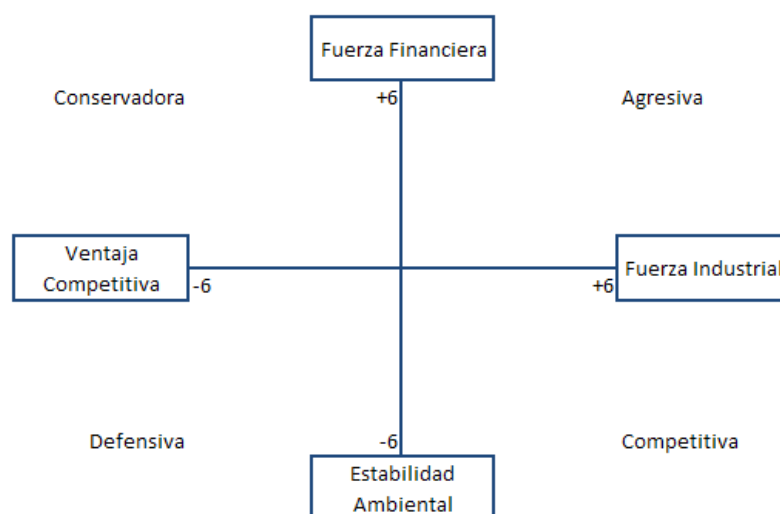 Fuerza Financiera
Conservadora
+6
Agresiva
Ventaja
Competitiva
-6
Fuerza Industrial
+6
Defensiva
-6
Competitiva
Estabilidad
Ambiental